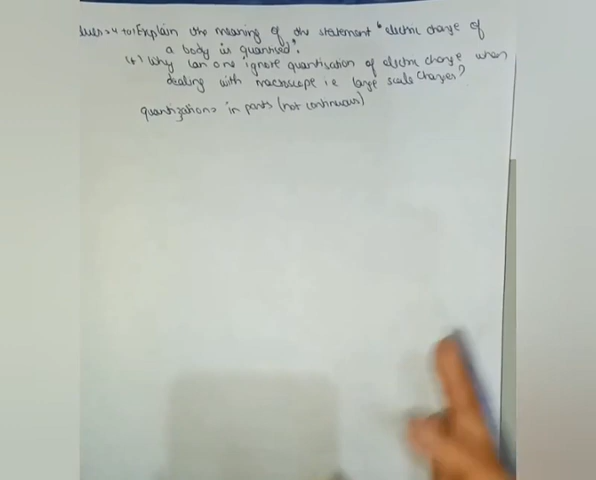 4 (a) Explain the meaning of the statement "electric charge of
a body is quantised".
(b) Why can one ignore quantisation of electric charge when
dealing with macroscopic i.e large scale charges?
quantization → in parts (not continuous)